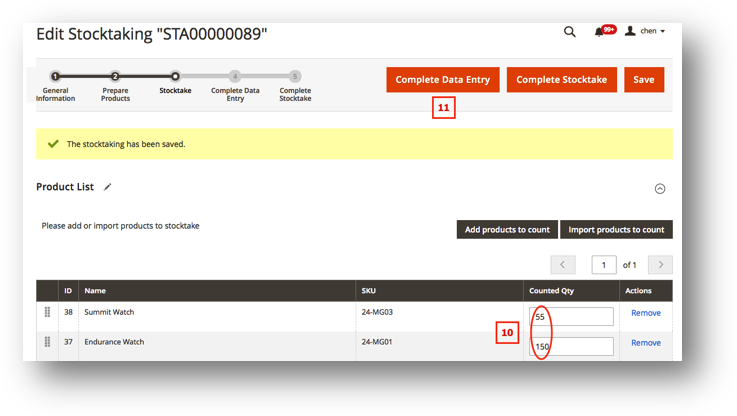 Edit Stocktaking "STA00000089"
99+
chen
1 2 4 5
General Information
Prepare Products
Stocktake
Complete Data Entry
Complete Stocktake
Complete Data Entry
Complete Stocktake
Save
11
The stocktaking has been saved.
Product List
Please add or import products to stocktake
Add products to count
Import products to count
1 of 1
ID Name SKU Counted Qty Actions
38 Summit Watch 24-MG03 55 Remove
10
37 Endurance Watch 24-MG01 150 Remove